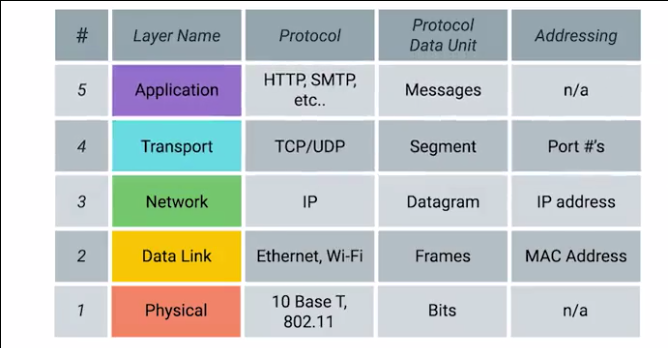 # Layer Name Protocol Protocol Data Unit Addressing
5 Application HTTP, SMTP, etc.. Messages n/a
4 Transport TCP/UDP Segment Port #'s
3 Network IP Datagram IP address
2 Data Link Ethernet, Wi-Fi Frames MAC Address
1 Physical 10 Base T, 802.11 Bits n/a